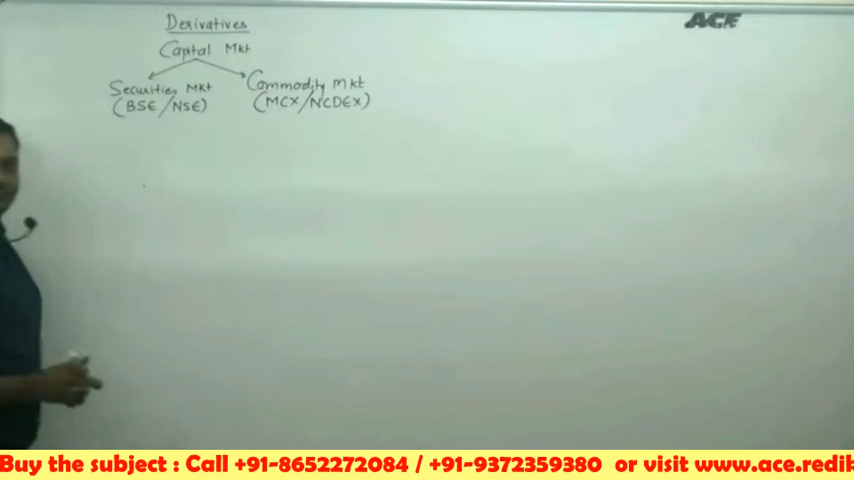 Derivatives
ACE
Capital Mkt
Securities Mkt
(BSE/NSE)
Commodity Mkt
(MCX/NCDEX)
Buy the subject : Call +91-8652272084 / +91-9372359380 or visit www.ace.redik